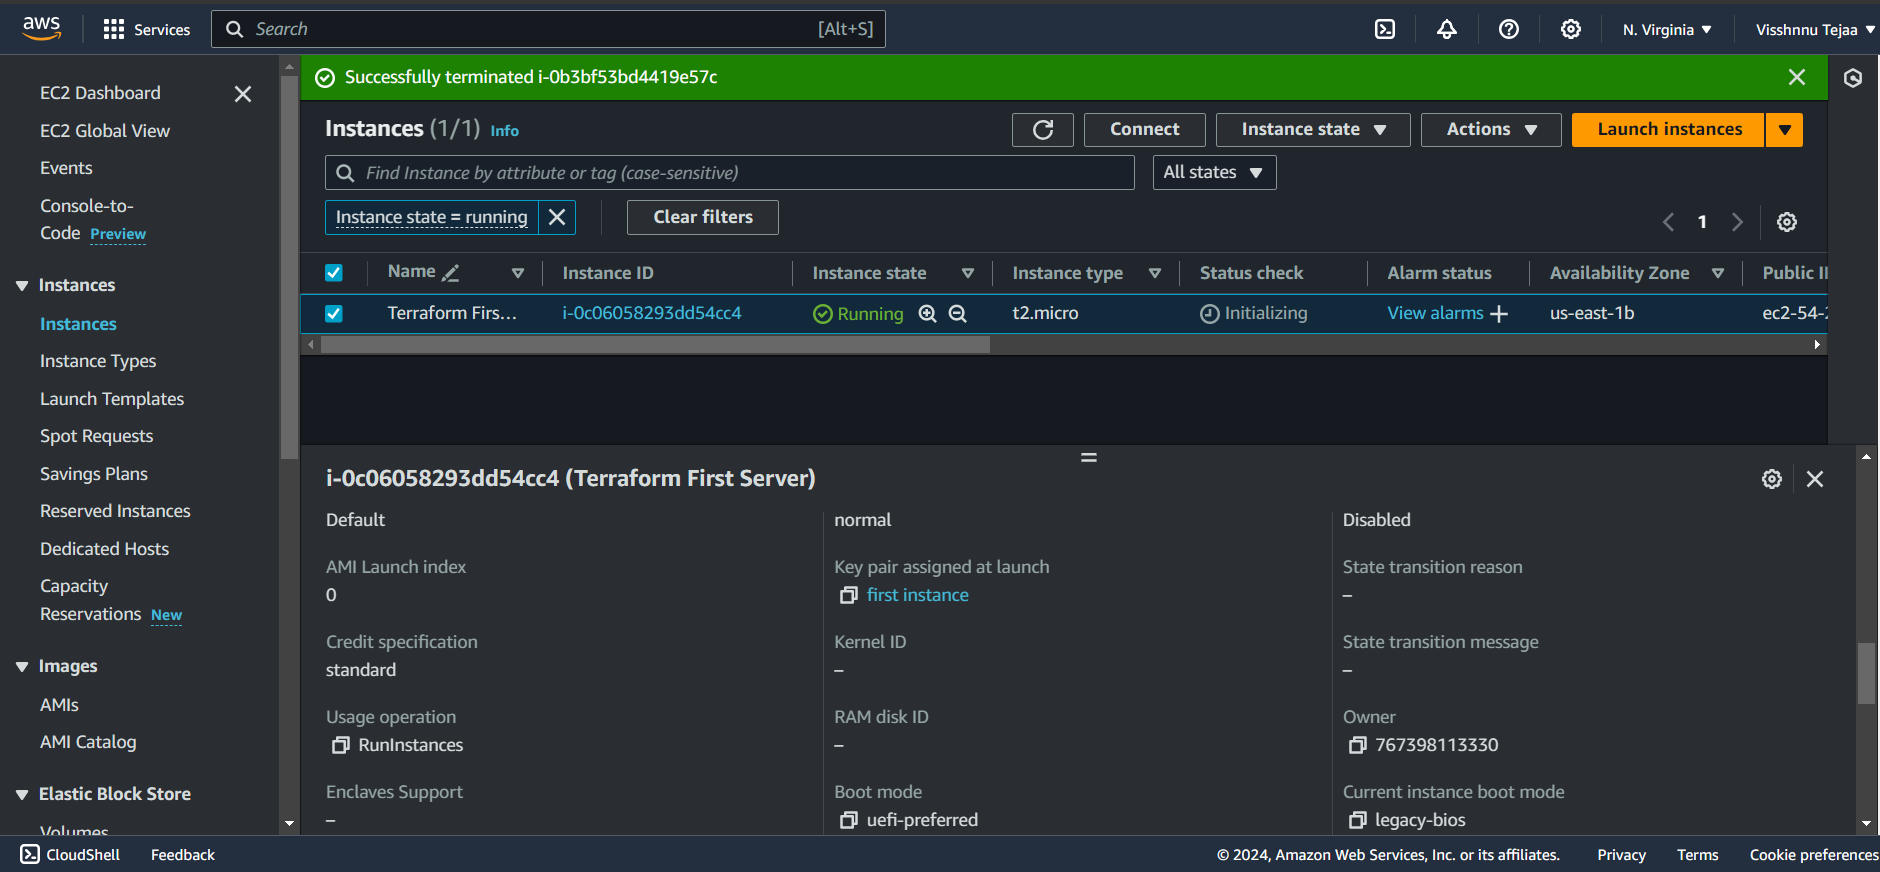 aws
Services
Search
[Alt+S]
N. Virginia
Visshnnu Tejaa
EC2 Dashboard
EC2 Global View
Events
Console-to-
Code Preview
Instances
Instances
Instance Types
Launch Templates
Spot Requests
Savings Plans
Reserved Instances
Dedicated Hosts
Capacity
Reservations New
Images
AMIs
AMI Catalog
Elastic Block Store
Volumes
Successfully terminated i-0b3bf53bd4419e57c
Instances (1/1) Info
Connect
Instance state
Actions
Launch instances
Find Instance by attribute or tag (case-sensitive)
All states
Instance state = running
Clear filters
1
Name
Instance ID
Instance state
Instance type
Status check
Alarm status
Availability Zone
Public I
Terraform Firs...
i-0c06058293dd54cc4
Running
t2.micro
Initializing
View alarms +
us-east-1b
ec2-54-
i-0c06058293dd54cc4 (Terraform First Server)
Default
normal
Disabled
AMI Launch index
0
Key pair assigned at launch
first instance
State transition reason
–
Credit specification
standard
Kernel ID
–
State transition message
–
Usage operation
RunInstances
RAM disk ID
–
Owner
767398113330
Enclaves Support
–
Boot mode
uefi-preferred
Current instance boot mode
legacy-bios
CloudShell
Feedback
© 2024, Amazon Web Services, Inc. or its affiliates.
Privacy
Terms
Cookie preferences